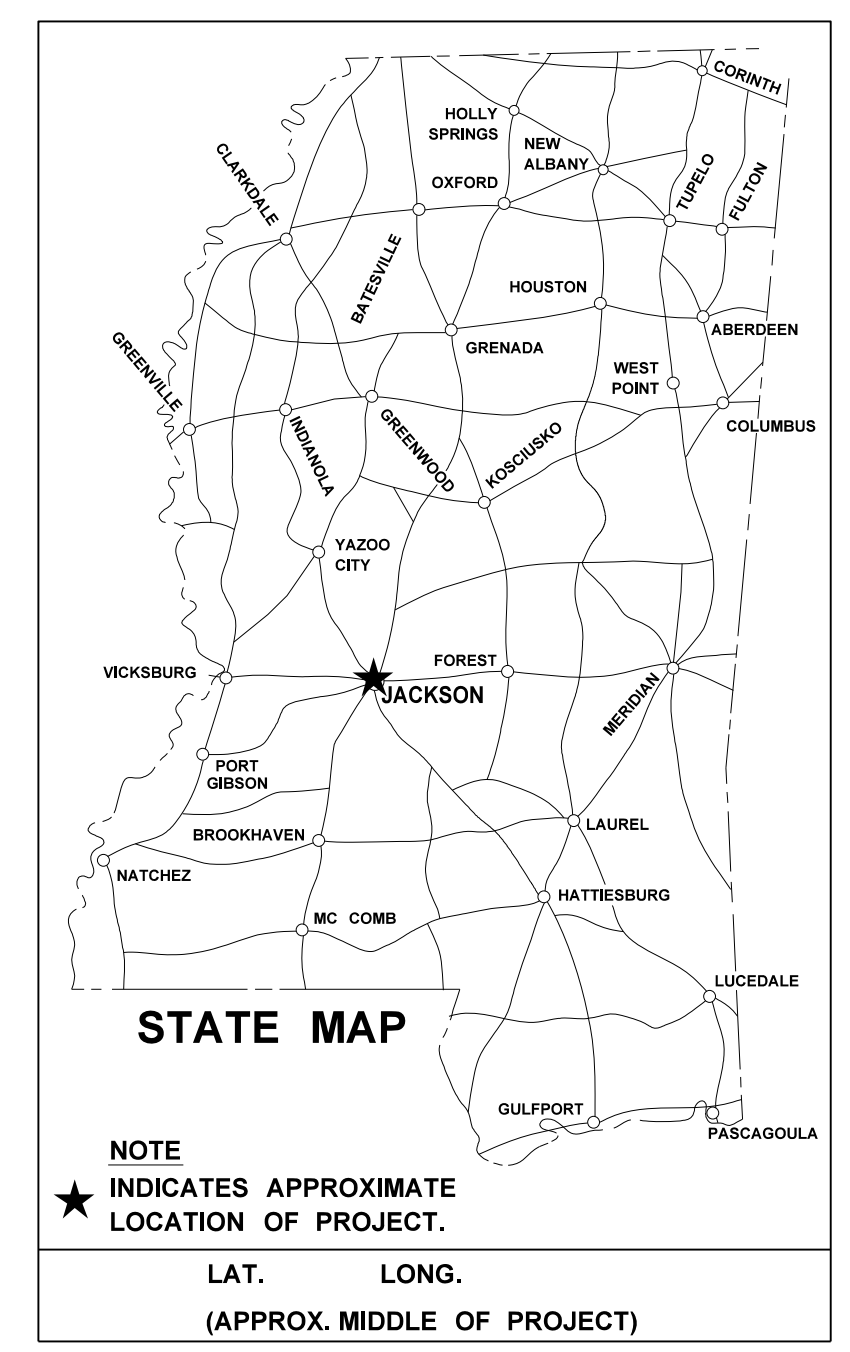 CORINTH
HOLLY
SPRINGS
NEW
ALBANY
CLARKDALE
OXFORD
TUPELO
FULTON
BATESVILLE
HOUSTON
ABERDEEN
GRENADA
GREENVILLE
WEST
POINT
COLUMBUS
INDIANOLA
GREENWOOD
KOSCIUSKO
YAZOO
CITY
VICKSBURG
FOREST
JACKSON
MERIDIAN
PORT
GIBSON
BROOKHAVEN
LAUREL
NATCHEZ
HATTIESBURG
MC COMB
LUCEDALE
STATE MAP
GULFPORT
PASCAGOULA
NOTE
INDICATES APPROXIMATE
LOCATION OF PROJECT.
LAT. LONG.
(APPROX. MIDDLE OF PROJECT)